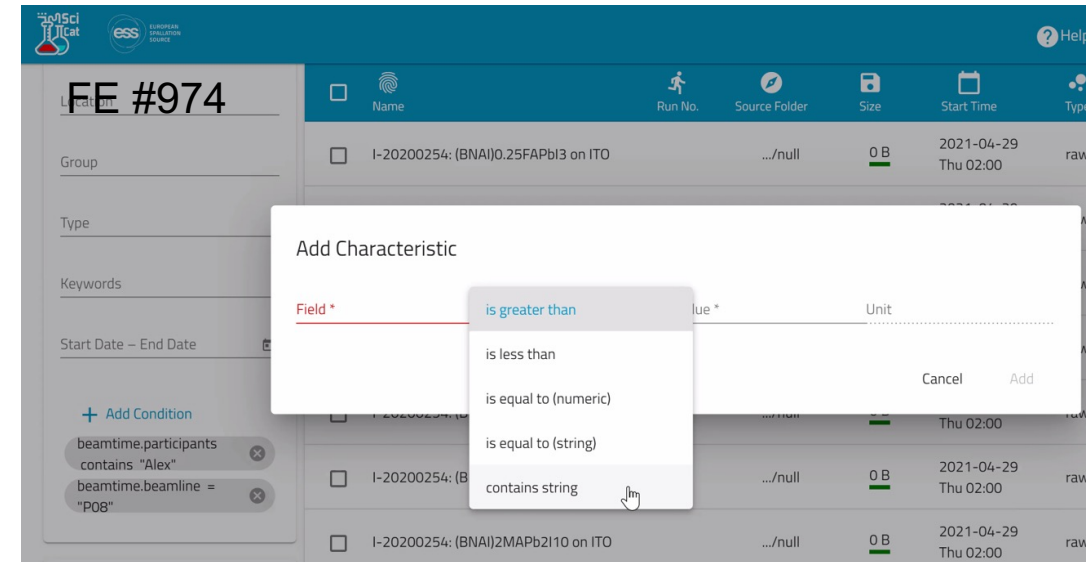 SciCat
ess
EUROPEAN
SPALLATION
SOURCE
Help
FE #974
Location
Group
Type
Keywords
Start Date – End Date
Add Condition
beamtime.participants
contains "Alex"
beamtime.beamline =
"P08"
Name
Run No.
Source Folder
Size
Start Time
Type
I-20200254: (BNAI)0.25FAPbI3 on ITO
.../null
0 B
2021-04-29
Thu 02:00
raw
Add Characteristic
Field *
is greater than
is less than
is equal to (numeric)
is equal to (string)
contains string
lue *
Unit
Cancel
Add
Thu 02:00
I-20200254: (B
.../null
0 B
2021-04-29
Thu 02:00
raw
I-20200254: (BNAI)2MAPb2I10 on ITO
.../null
0 B
2021-04-29
Thu 02:00
raw